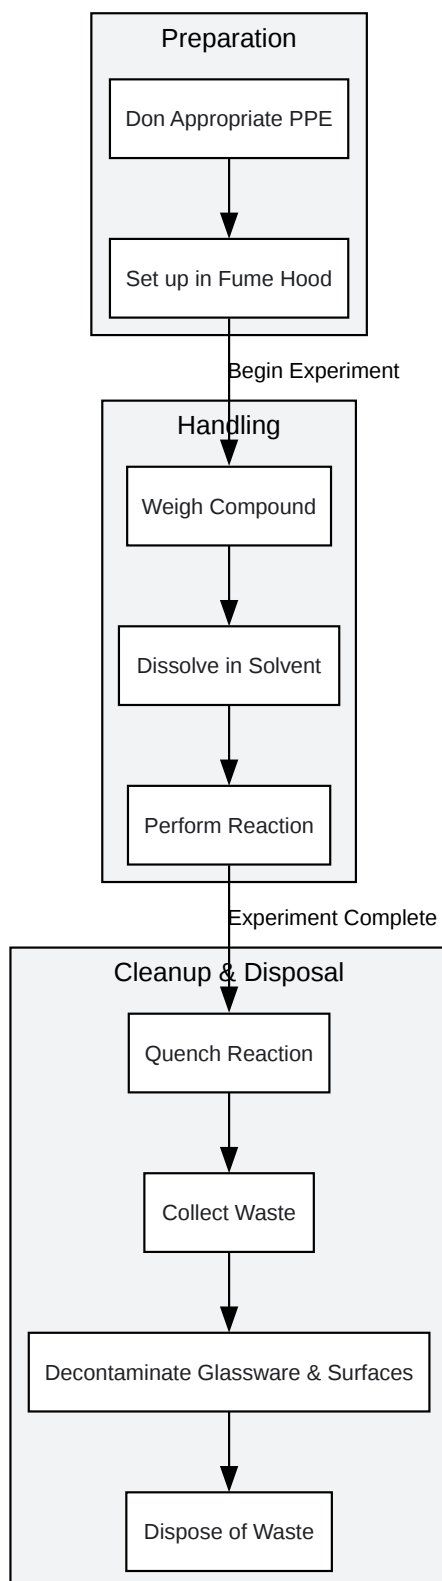 Preparation
Don Appropriate PPE
Set up in Fume Hood
Begin Experiment
Handling
Weigh Compound
Dissolve in Solvent
Perform Reaction
Experiment Complete
Cleanup & Disposal
Quench Reaction
Collect Waste
Decontaminate Glassware & Surfaces
Dispose of Waste